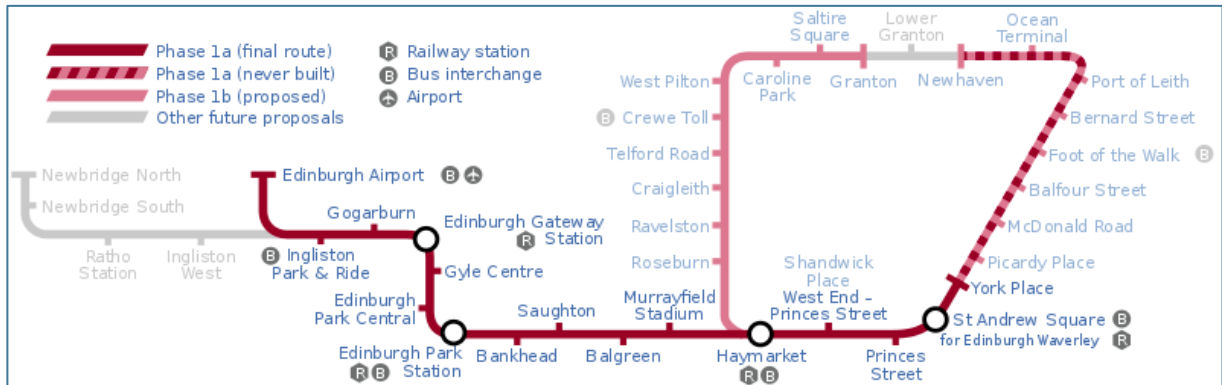 Phase 1a (final route)
Phase 1a (never built)
Phase 1b (proposed)
Other future proposals
R Railway station
B Bus interchange
Airport
Saltire
Square
Lower
Granton
Ocean
Terminal
West Pilton
Caroline
Park
Granton
Newhaven
Port of Leith
B Crewe Toll
Bernard Street
Telford Road
Foot of the Walk B
Craigleith
Balfour Street
Ravelston
McDonald Road
Roseburn
Shandwick
Place
Picardy Place
Newbridge North
Edinburgh Airport B
Newbridge South
Gogarburn
Edinburgh Gateway
R Station
Ratho
Station
Ingliston
West
B Ingliston
Park & Ride
Gyle Centre
Edinburgh
Park Central
Saughton
Murrayfield
Stadium
West End –
Princes Street
York Place
St Andrew Square B
for Edinburgh Waverley R
Edinburgh Park
R B Station
Bankhead
Balgreen
Haymarket
R B
Princes
Street